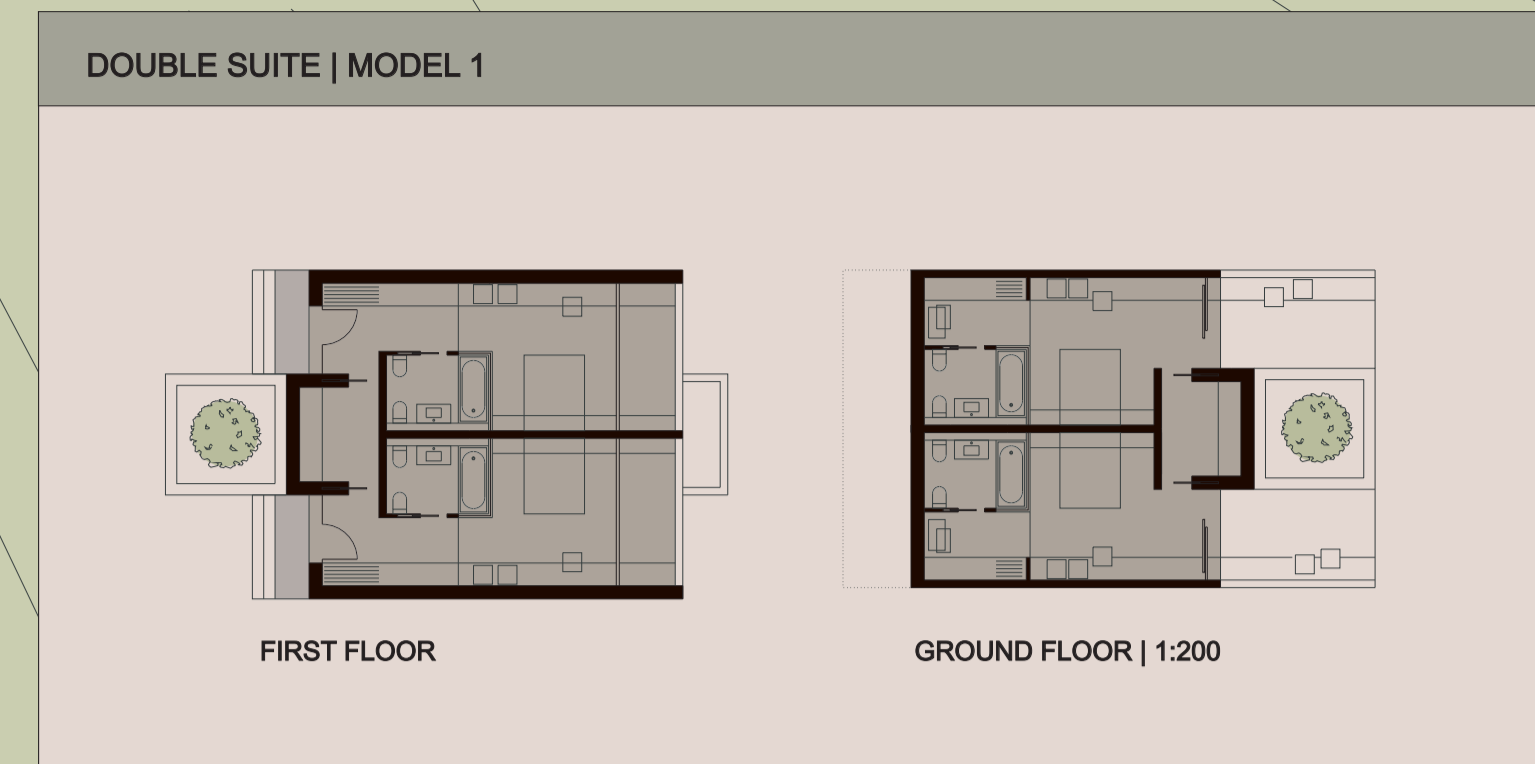 DOUBLE SUITE | MODEL 1
FIRST FLOOR
GROUND FLOOR | 1:200